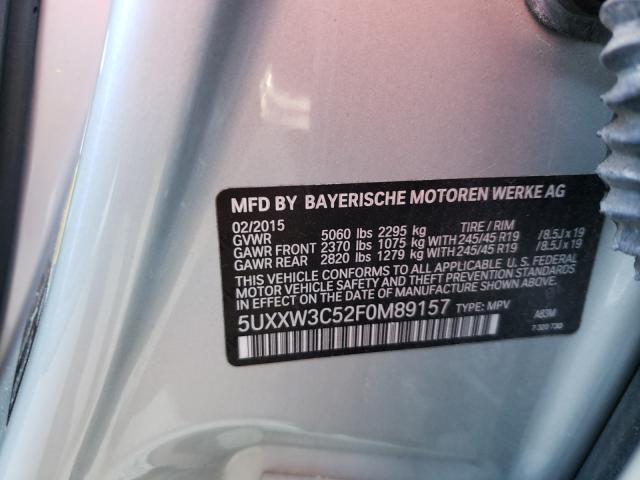 MFD BY BAYERISCHE MOTOREN WERKE AG
02/2015 TIRE / RIM
GVWR 5060 lbs 2295 kg
GAWR FRONT 2370 lbs 1075 kg WITH 245/45 R19 /8.5J x 19
GAWR REAR 2820 lbs 1279 kg WITH 245/45 R19 /8.5J x 19
THIS VEHICLE CONFORMS TO ALL APPLICABLE U. S. FEDERAL
MOTOR VEHICLE SAFETY AND THEFT PREVENTION STANDARDS
IN EFFECT ON THE DATE OF MANUFACTURE SHOWN ABOVE.
5UXXW3C52F0M89157 TYPE: MPV A83M
7 320 730